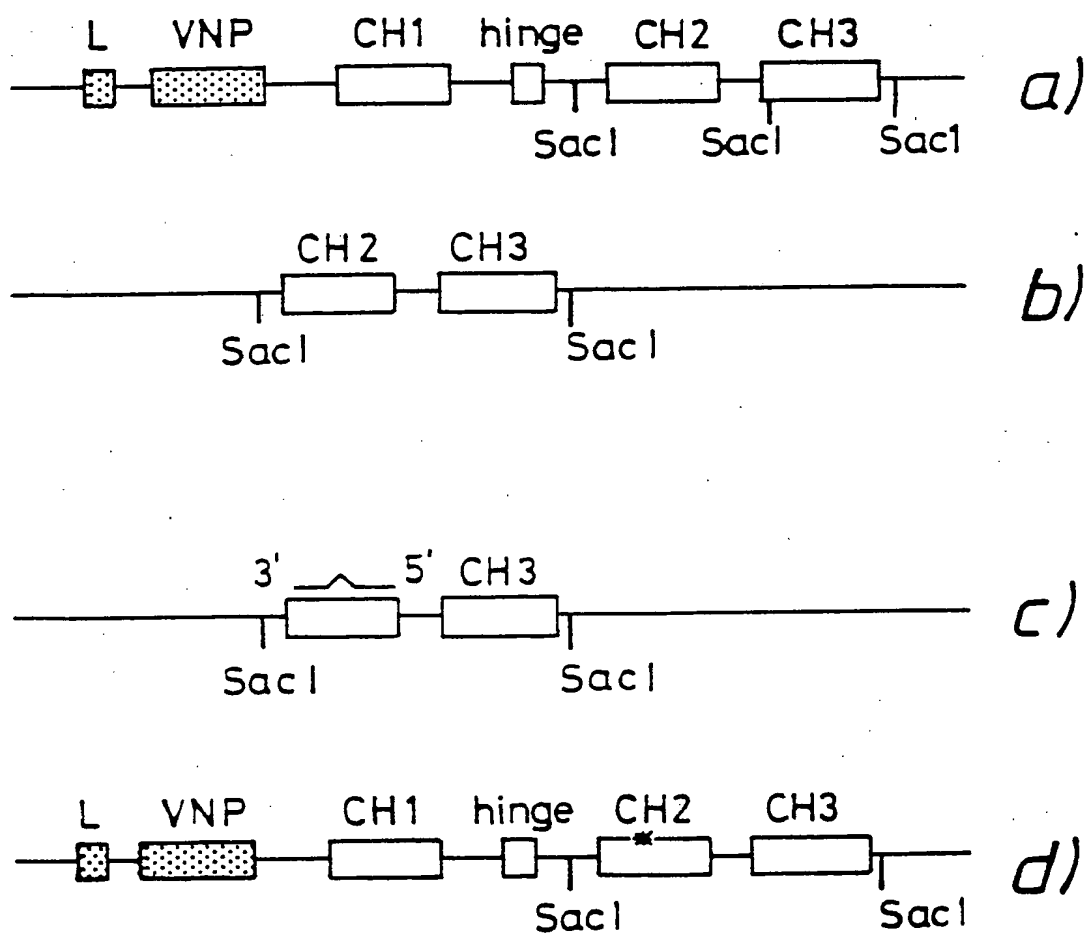 L VNP CH1 hinge CH2 CH3
a)
SacI SacI Sac1
CH2 CH3
b)
SacI SacI
3' 5' CH3
c)
SacI SacI
L VNP CH1 hinge CH2 CH3
*
d)
SacI SacI